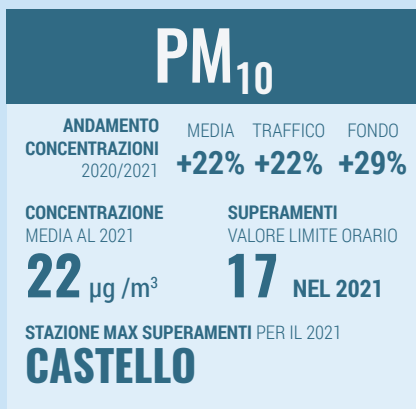 PM₁₀
ANDAMENTO CONCENTRAZIONI 2020/2021
MEDIA TRAFFICO FONDO
+22% +22% +29%
CONCENTRAZIONE
MEDIA AL 2021
22 µg /m³
SUPERAMENTI
VALORE LIMITE ORARIO
17 NEL 2021
STAZIONE MAX SUPERAMENTI PER IL 2021
CASTELLO